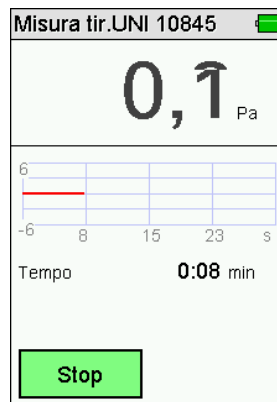 Misura tir.UNI 10845
0,1 Pa
6
-6 8 15 23 s
Tempo 0:08 min
Stop